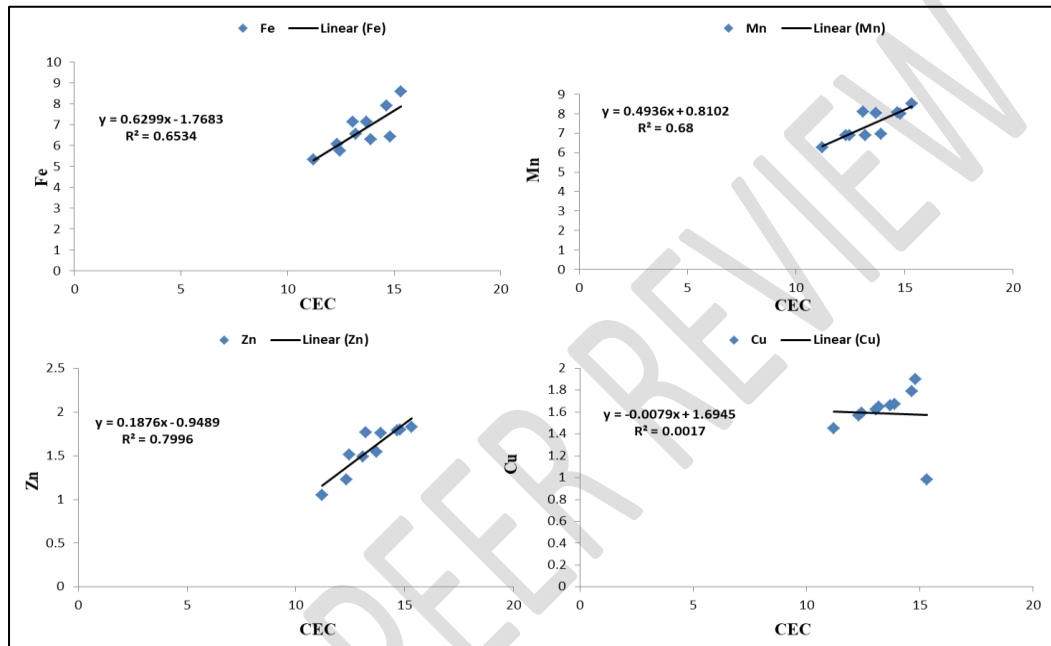 Fe Linear (Fe)
10
9
8
7
6
5
4
3
2
1
0
Fe
y = 0.6299x - 1.7683
R² = 0.6534
0 5 10 15 20
CEC
Mn Linear (Mn)
9
8
7
6
5
4
3
2
1
0
Mn
y = 0.4936x + 0.8102
R² = 0.68
0 5 10 15 20
CEC
Zn Linear (Zn)
2.5
2
1.5
1
0.5
0
Zn
y = 0.1876x - 0.9489
R² = 0.7996
0 5 10 15 20
CEC
Cu Linear (Cu)
2
1.8
1.6
1.4
1.2
1
0.8
0.6
0.4
0.2
0
Cu
y = -0.0079x + 1.6945
R² = 0.0017
0 5 10 15 20
CEC
PEER REVIEW